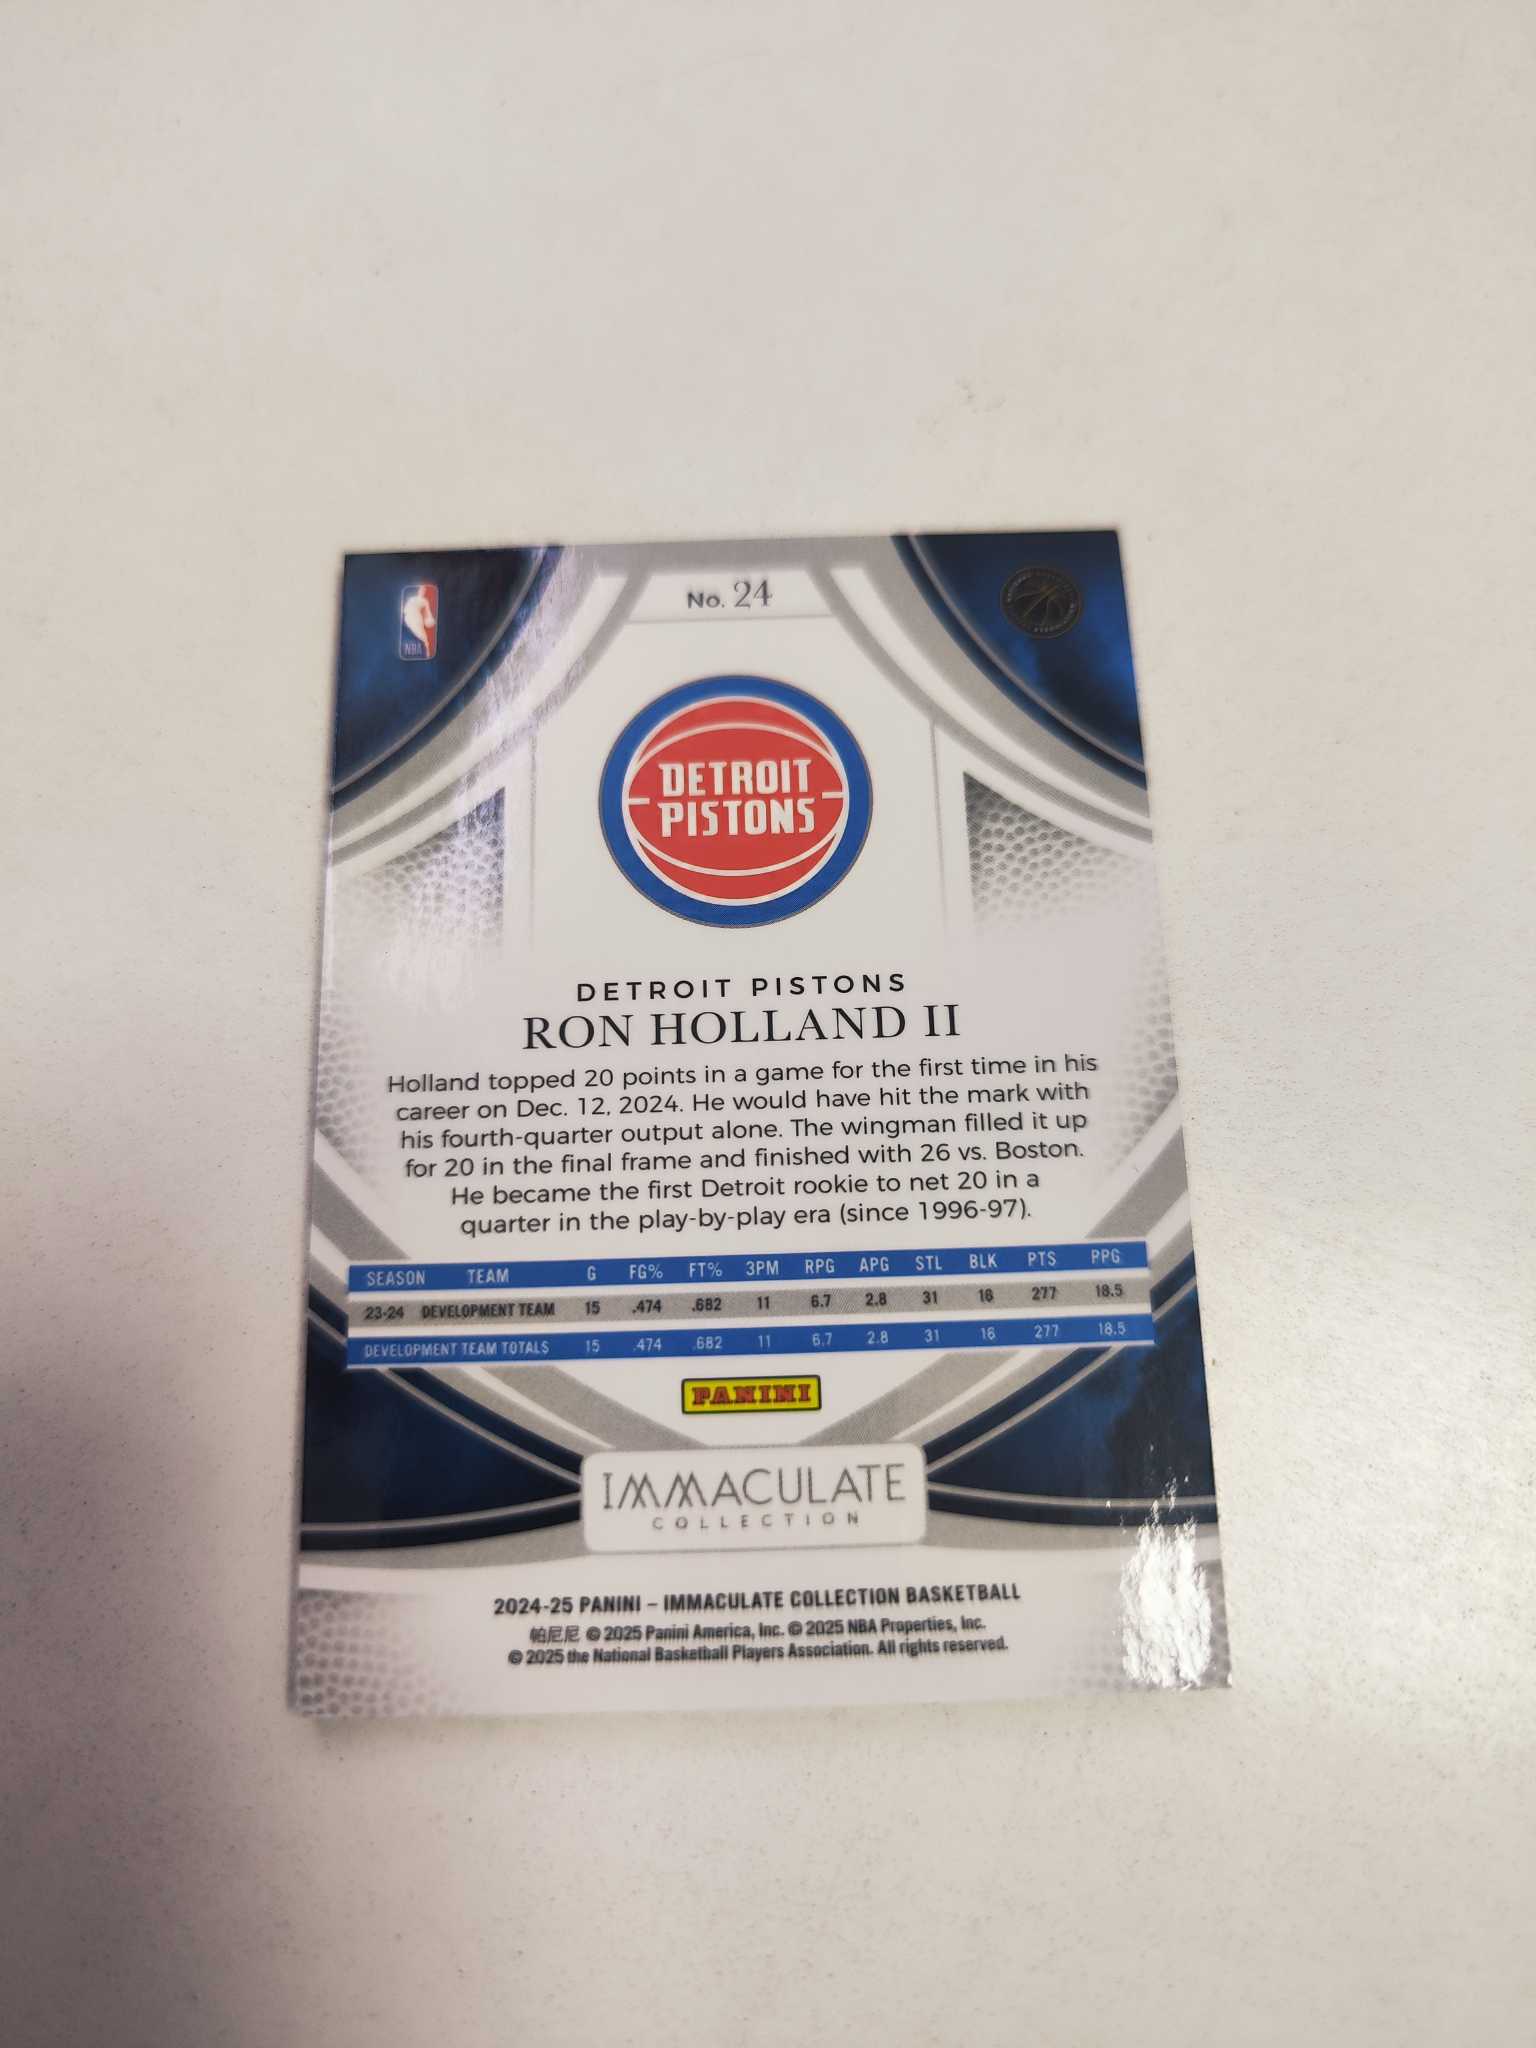 No. 24
NBA
DETROIT
PISTONS
DETROIT PISTONS
RON HOLLAND II
Holland topped 20 points in a game for the first time in his
career on Dec. 12, 2024. He would have hit the mark with
his fourth-quarter output alone. The wingman filled it up
for 20 in the final frame and finished with 26 vs. Boston.
He became the first Detroit rookie to net 20 in a
quarter in the play-by-play era (since 1996-97).
SEASON TEAM G FG% FT% 3PM RPG APG STL BLK PTS PPG
23-24 DEVELOPMENT TEAM 15 .474 .682 11 6.7 2.8 31 16 277 18.5
DEVELOPMENT TEAM TOTALS 15 .474 .682 11 6.7 2.8 31 16 277 18.5
PANINI
IMMACULATE
COLLECTION
2024-25 PANINI – IMMACULATE COLLECTION BASKETBALL
帕尼尼 © 2025 Panini America, Inc. © 2025 NBA Properties, Inc.
© 2025 the National Basketball Players Association. All rights reserved.